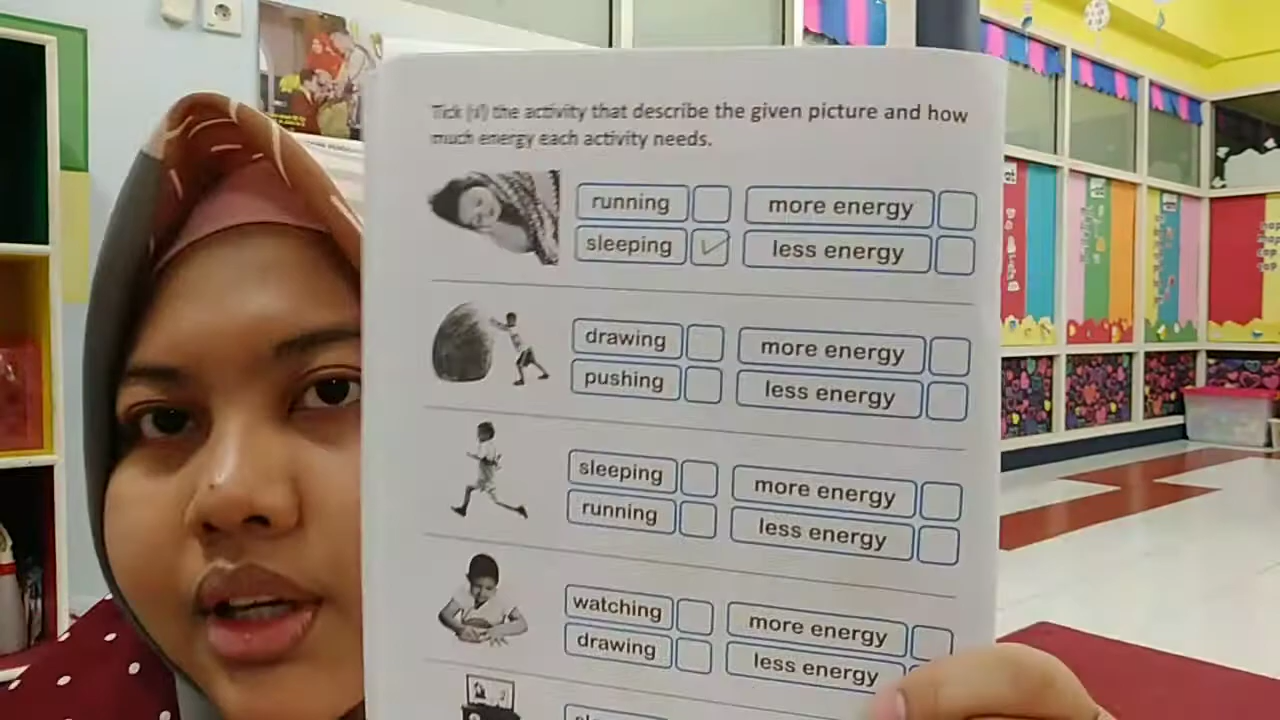 Tick (√) the activity that describe the given picture and how
much energy each activity needs.
running more energy
sleeping less energy
drawing more energy
pushing less energy
sleeping more energy
running less energy
watching more energy
drawing less energy